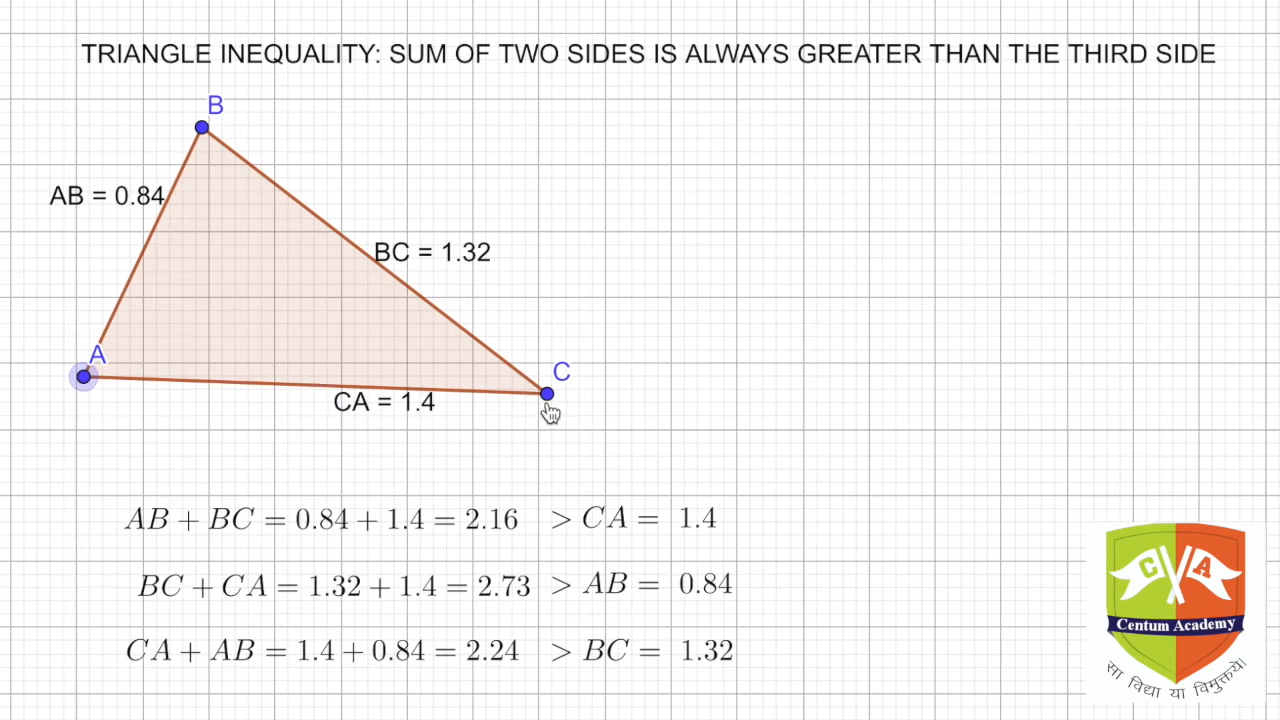 TRIANGLE INEQUALITY: SUM OF TWO SIDES IS ALWAYS GREATER THAN THE THIRD SIDE
B
AB = 0.84
BC = 1.32
A
C
CA = 1.4
AB + BC = 0.84 + 1.4 = 2.16 > CA = 1.4
BC + CA = 1.32 + 1.4 = 2.73 > AB = 0.84
CA + AB = 1.4 + 0.84 = 2.24 > BC = 1.32
C A
Centum Academy
सा विद्या या विमुक्तये।